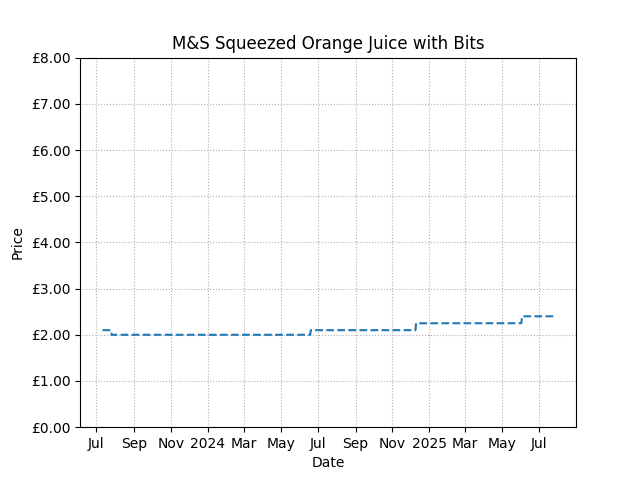 M&S Squeezed Orange Juice with Bits
£8.00
£7.00
£6.00
£5.00
£4.00
£3.00
£2.00
£1.00
£0.00
Price
Jul Sep Nov 2024 Mar May Jul Sep Nov 2025 Mar May Jul
Date